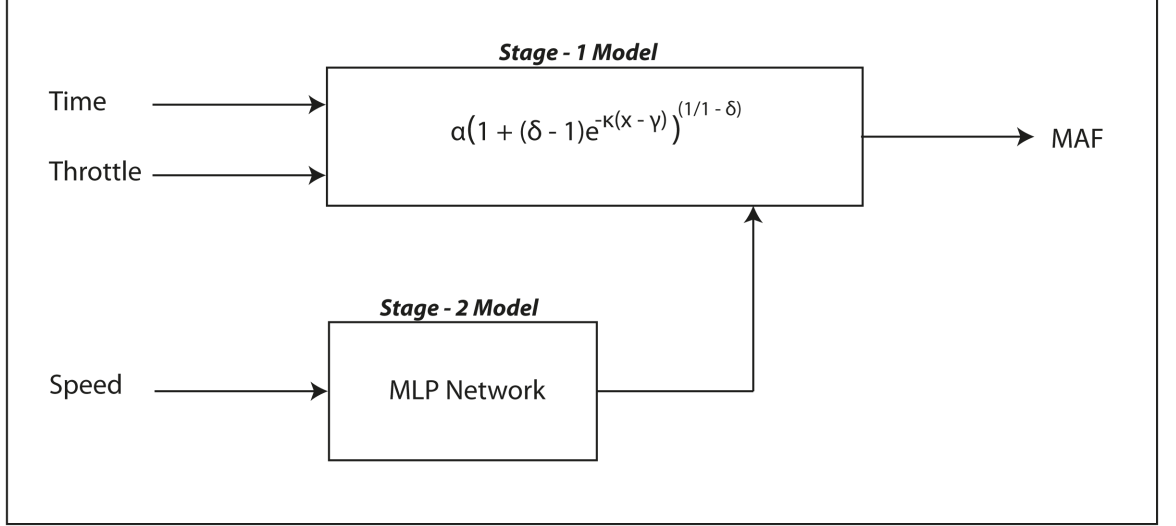 Stage - 1 Model
Time
Throttle
α(1 + (δ - 1)e^-κ(x - γ))^(1/1 - δ)
MAF
Stage - 2 Model
Speed
MLP Network